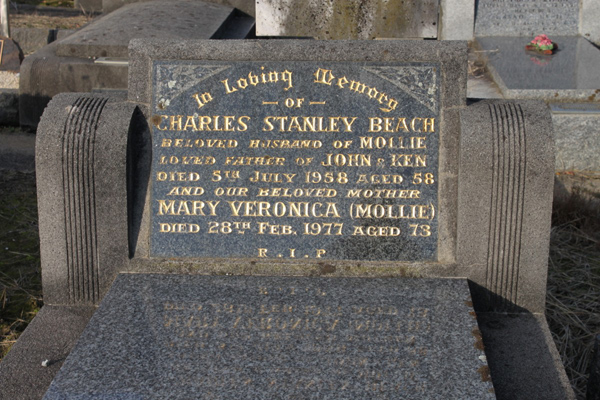 In Loving Memory
— OF —
CHARLES STANLEY BEACH
BELOVED HUSBAND OF MOLLIE
LOVED FATHER OF JOHN & KEN
DIED 5TH JULY 1958 AGED 58
AND OUR BELOVED MOTHER
MARY VERONICA (MOLLIE)
DIED 28TH FEB. 1977 AGED 73
R . I . P